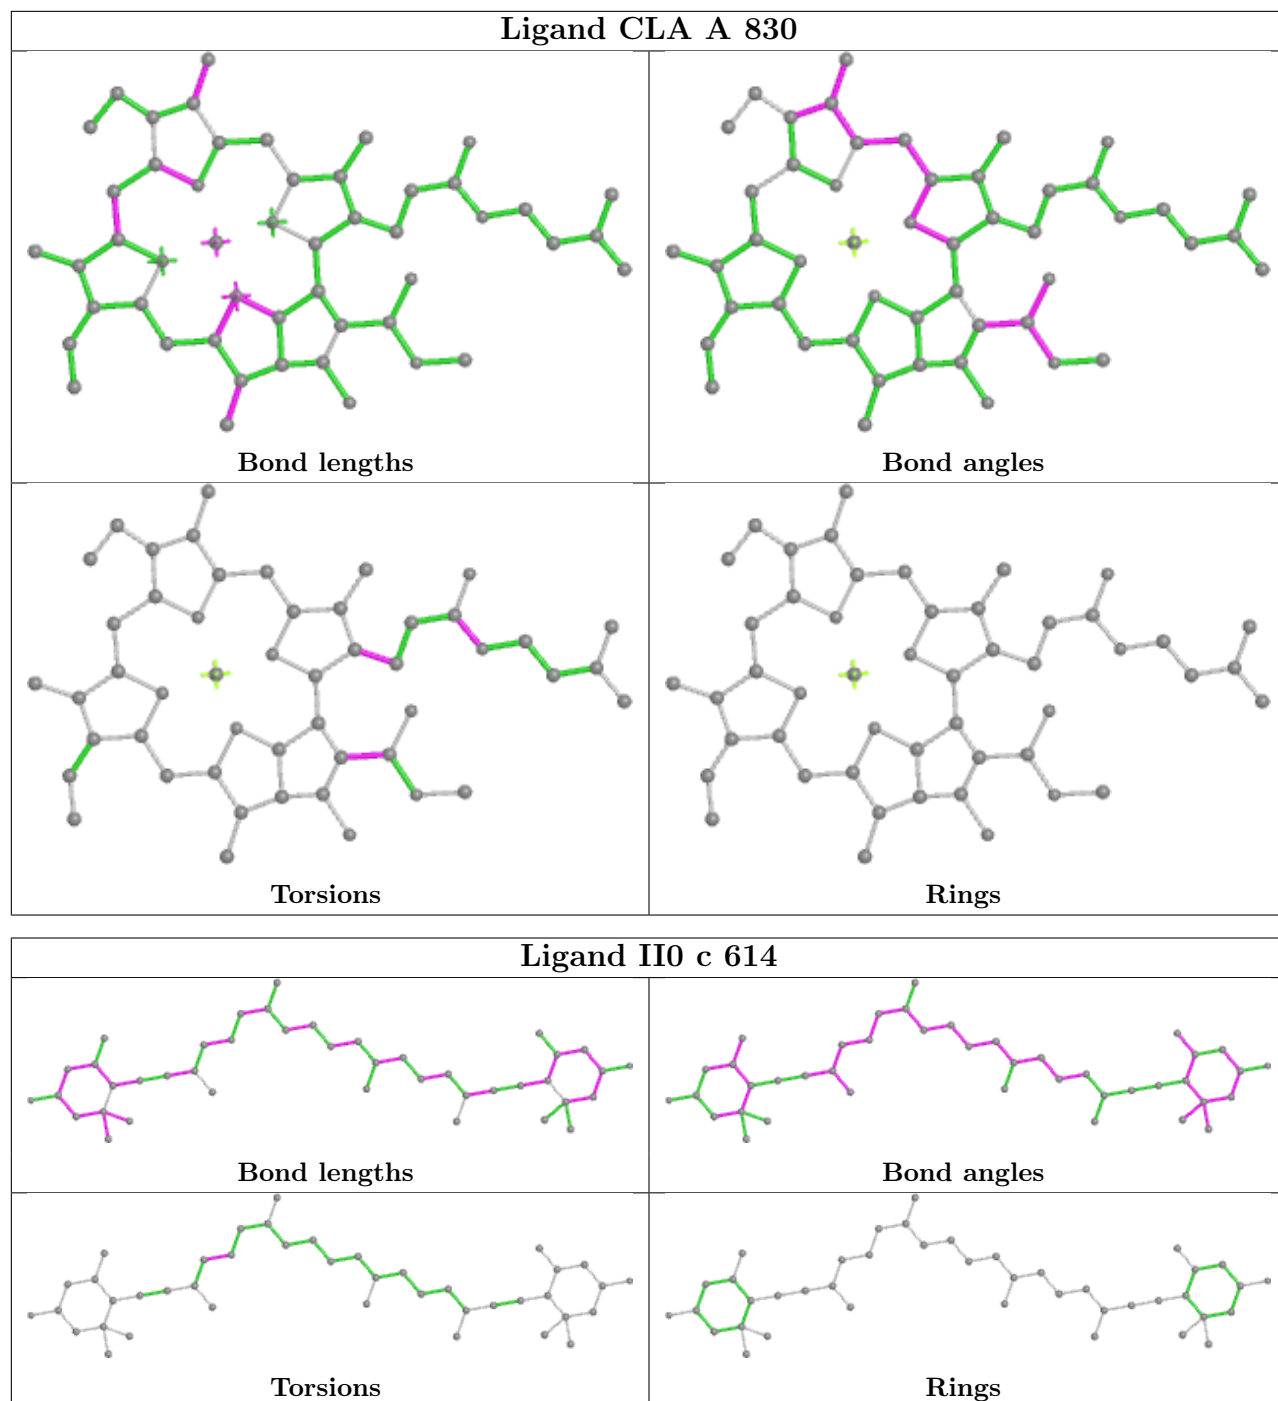 Ligand CLA A 830
Bond lengths
Bond angles
Torsions
Rings
Ligand II0 c 614
Bond lengths
Bond angles
Torsions
Rings